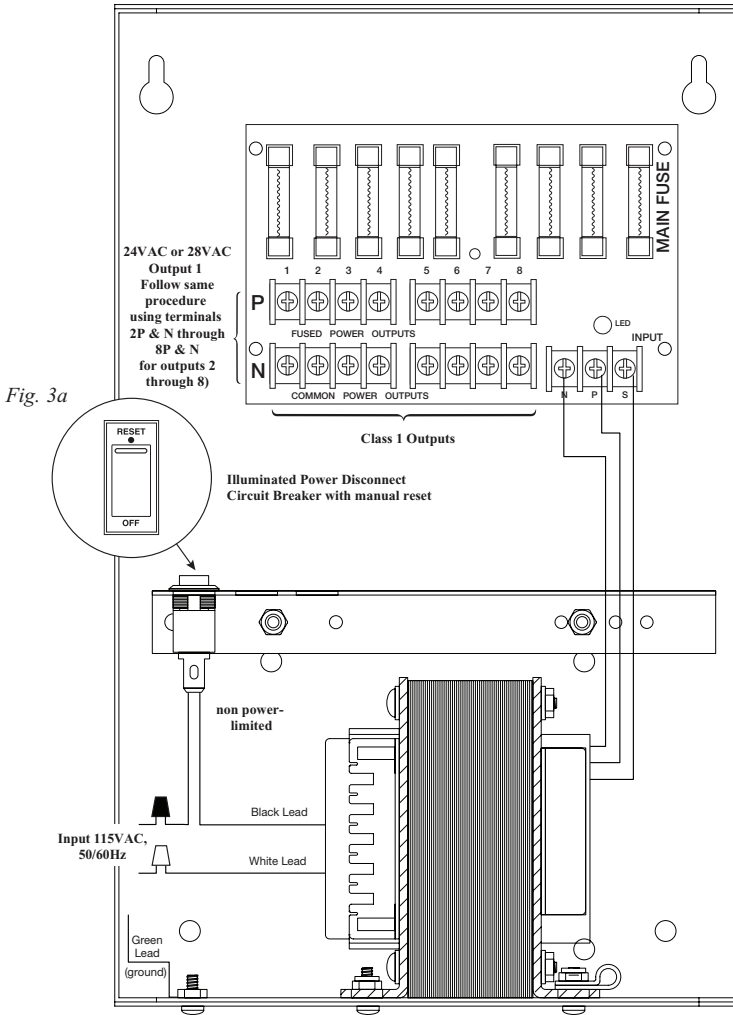 MAIN FUSE
24VAC or 28VAC
Output 1
Follow same
procedure
using terminals
2P & N through
8P & N
for outputs 2
through 8)
1 2 3 4 5 6 7 8
P
FUSED POWER OUTPUTS
LED
INPUT
N
COMMON POWER OUTPUTS
N P S
Class 1 Outputs
Fig. 3a
RESET
OFF
Illuminated Power Disconnect
Circuit Breaker with manual reset
non power-
limited
Black Lead
Input 115VAC,
50/60Hz
White Lead
Green
Lead
(ground)